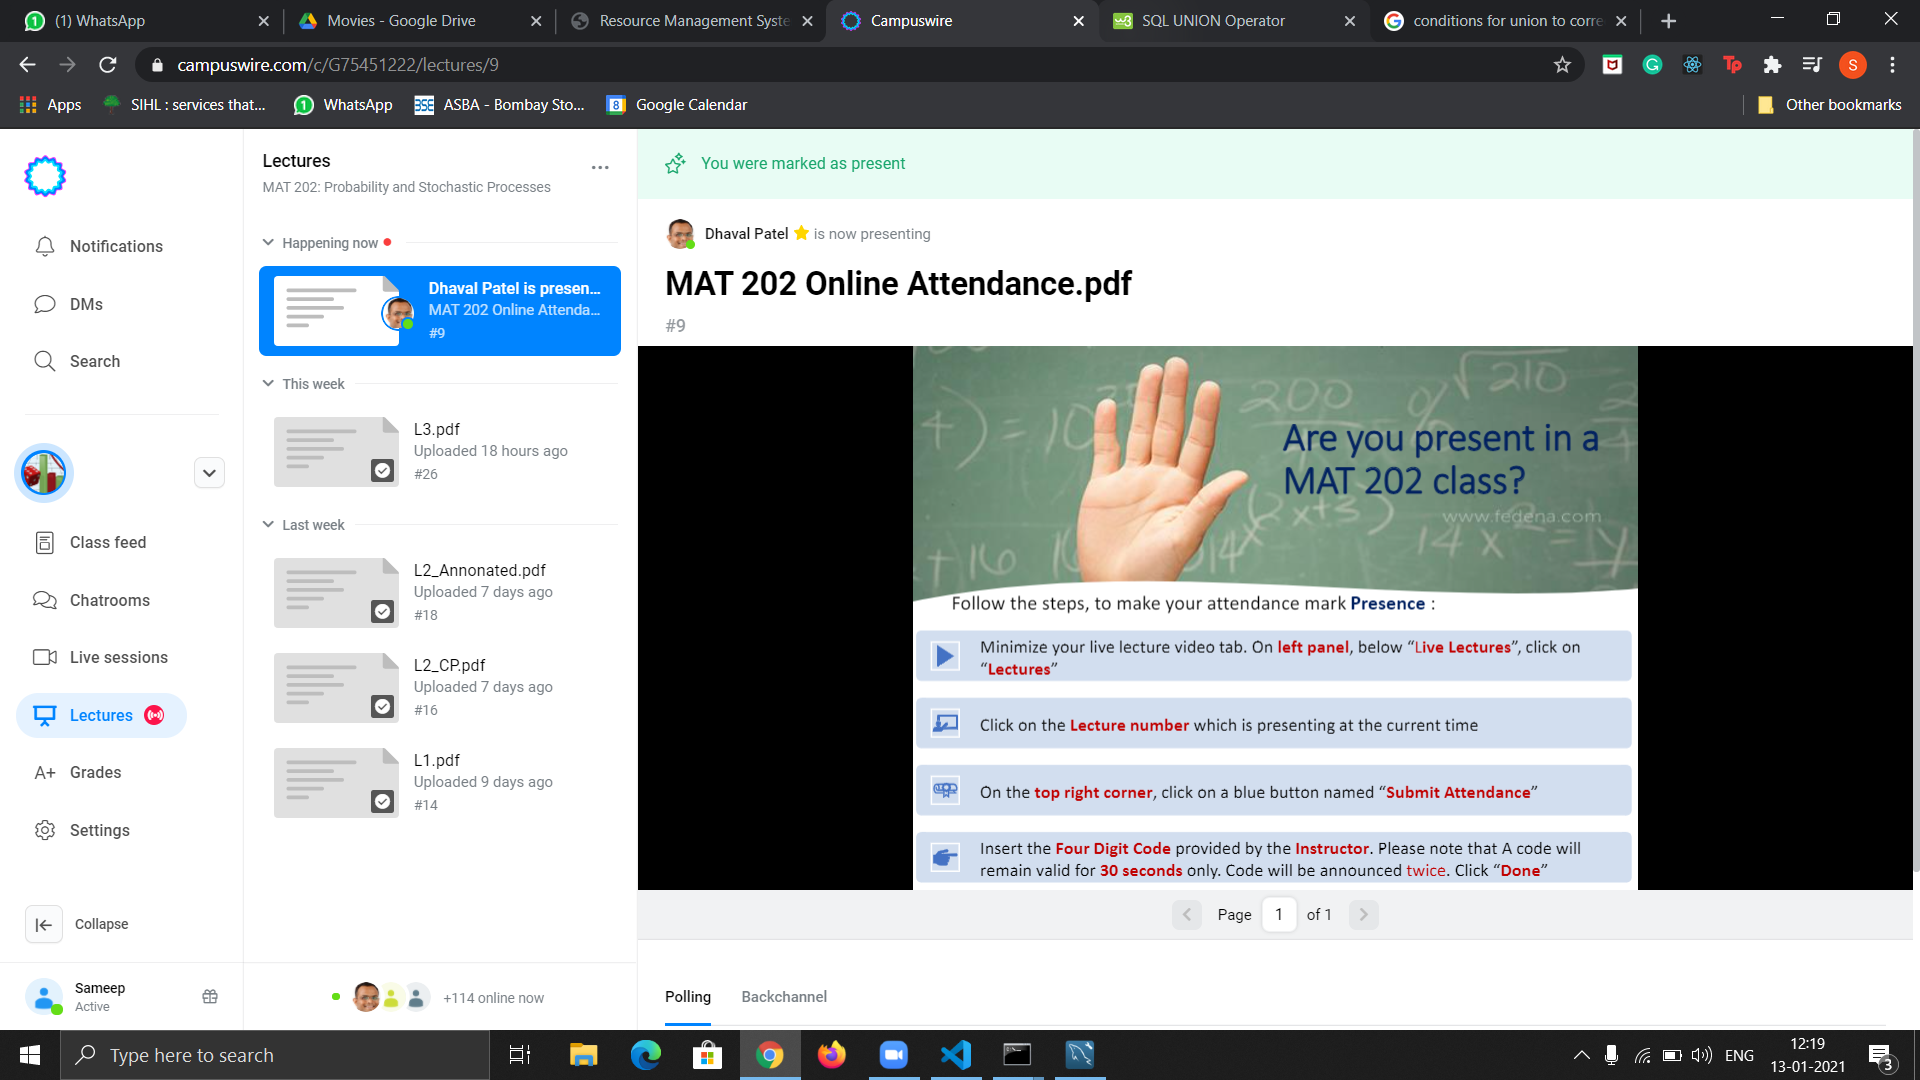 (1) WhatsApp
Movies - Google Drive
Resource Management Syste
Campuswire
SQL UNION Operator
conditions for union to corre
campuswire.com/c/G75451222/lectures/9
Apps
SIHL : services that...
WhatsApp
ASBA - Bombay Sto...
Google Calendar
Other bookmarks
Notifications
DMs
Search
Class feed
Chatrooms
Live sessions
Lectures
A+ Grades
Settings
Collapse
Sameep
Active
Lectures
MAT 202: Probability and Stochastic Processes
Happening now
Dhaval Patel is presen...
MAT 202 Online Attenda...
#9
This week
L3.pdf
Uploaded 18 hours ago
#26
Last week
L2_Annonated.pdf
Uploaded 7 days ago
#18
L2_CP.pdf
Uploaded 7 days ago
#16
L1.pdf
Uploaded 9 days ago
#14
+114 online now
You were marked as present
Dhaval Patel ⭐ is now presenting
MAT 202 Online Attendance.pdf
#9
Are you present in a
MAT 202 class?
www.fedena.com
Follow the steps, to make your attendance mark Presence :
Minimize your live lecture video tab. On left panel, below “Live Lectures”, click on
“Lectures”
Click on the Lecture number which is presenting at the current time
On the top right corner, click on a blue button named “Submit Attendance”
Insert the Four Digit Code provided by the Instructor. Please note that A code will
remain valid for 30 seconds only. Code will be announced twice. Click “Done”
Page 1 of 1
Polling
Backchannel
Type here to search
ENG
12:19
13-01-2021
3